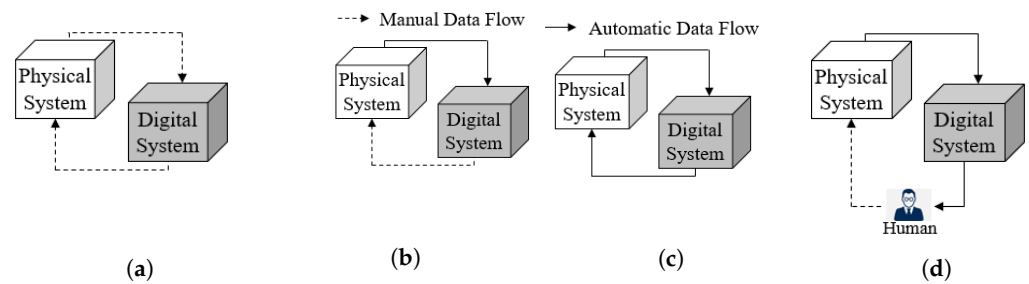 Manual Data Flow
Automatic Data Flow
Physical
System
Digital
System
Physical
System
Digital
System
Physical
System
Digital
System
Physical
System
Digital
System
Human
(a)
(b)
(c)
(d)